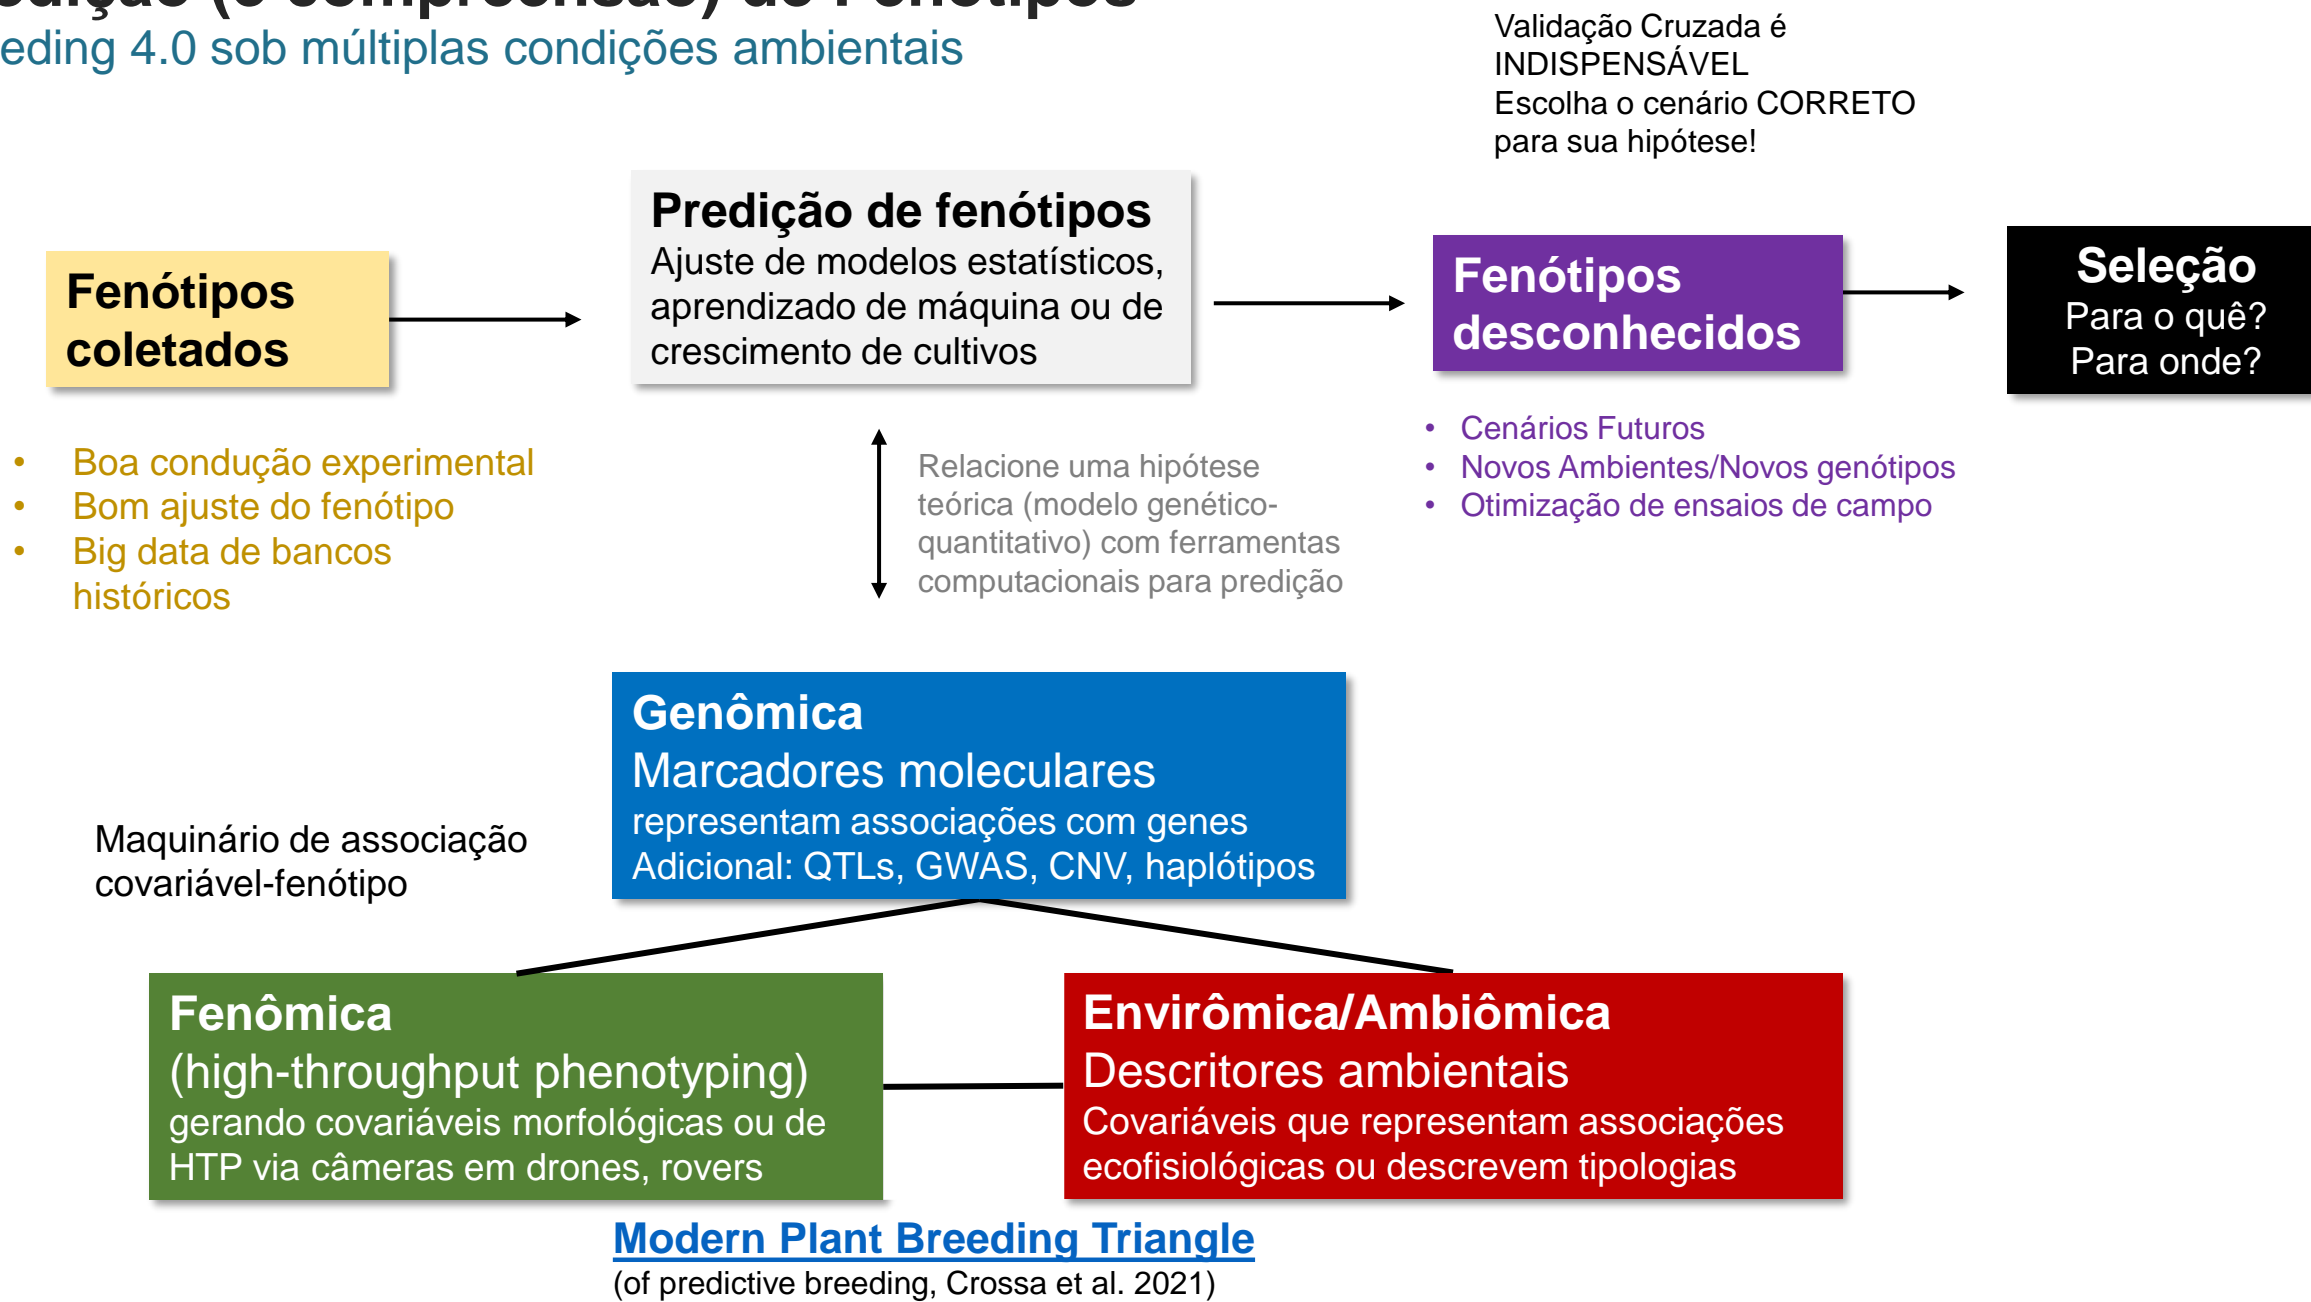 (e compreensão) de Fenótipos
4.0 sob múltiplas condições ambientais
Validação Cruzada é
INDISPENSÁVEL
Escolha o cenário CORRETO
para sua hipótese!
Fenótipos
coletados
Predição de fenótipos
Ajuste de modelos estatísticos,
aprendizado de máquina ou de
crescimento de cultivos
Fenótipos
desconhecidos
Seleção
Para o quê?
Para onde?
• Boa condução experimental
• Bom ajuste do fenótipo
• Big data de bancos
históricos
Relacione uma hipótese
teórica (modelo genético-
quantitativo) com ferramentas
computacionais para predição
• Cenários Futuros
• Novos Ambientes/Novos genótipos
• Otimização de ensaios de campo
Genômica
Marcadores moleculares
representam associações com genes
Adicional: QTLs, GWAS, CNV, haplótipos
Maquinário de associação
covariável-fenótipo
Fenômica
(high-throughput phenotyping)
gerando covariáveis morfológicas ou de
HTP via câmeras em drones, rovers
Envirômica/Ambiômica
Descritores ambientais
Covariáveis que representam associações
ecofisiológicas ou descrevem tipologias
Modern Plant Breeding Triangle
(of predictive breeding, Crossa et al. 2021)